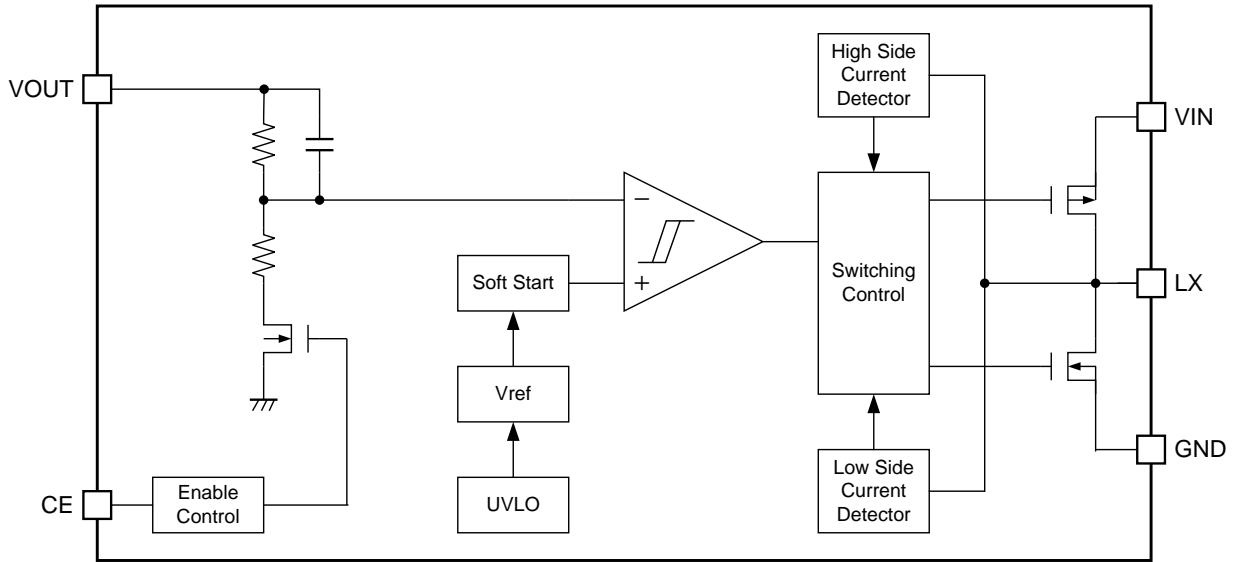 High Side
Current
Detector
VOUT
VIN
−
Soft Start
+
Switching
Control
LX
Vref
GND
CE
Enable
Control
UVLO
Low Side
Current
Detector